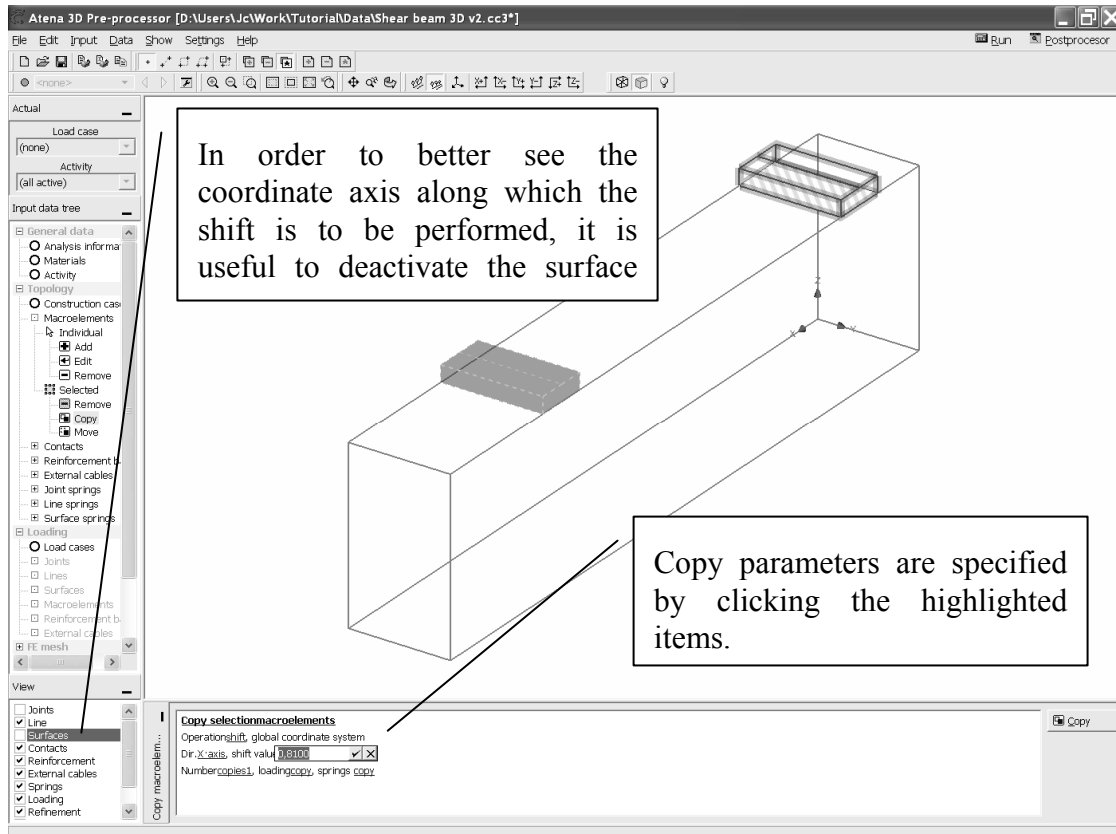 Atena 3D Pre-processor [D:\Users\Jc\Work\Tutorial\Data\Shear beam 3D v2.cc3*]
File Edit Input Data Show Settings Help
Run Postprocesor
<none>
Actual
Load case
(none)
Activity
(all active)
Input data tree
General data
Analysis informa
Materials
Activity
Topology
Construction case
Macroelements
Individual
Add
Edit
Remove
Selected
Remove
Copy
Move
Contacts
Reinforcement b
External cables
Joint springs
Line springs
Surface springs
Loading
Load cases
Joints
Lines
Surfaces
Macroelements
Reinforcement b
External cables
FE mesh
View
Joints
Line
Surfaces
Contacts
Reinforcement
External cables
Springs
Loading
Refinement
In order to better see the
coordinate axis along which the
shift is to be performed, it is
useful to deactivate the surface
Z
X Y
Copy parameters are specified
by clicking the highlighted
items.
Copy macroelem...
Copy selectionmacroelements
Operationshift, global coordinate system
Dir.X-axis, shift valu 0,8100
Numbercopies1, loadingcopy, springs copy
Copy